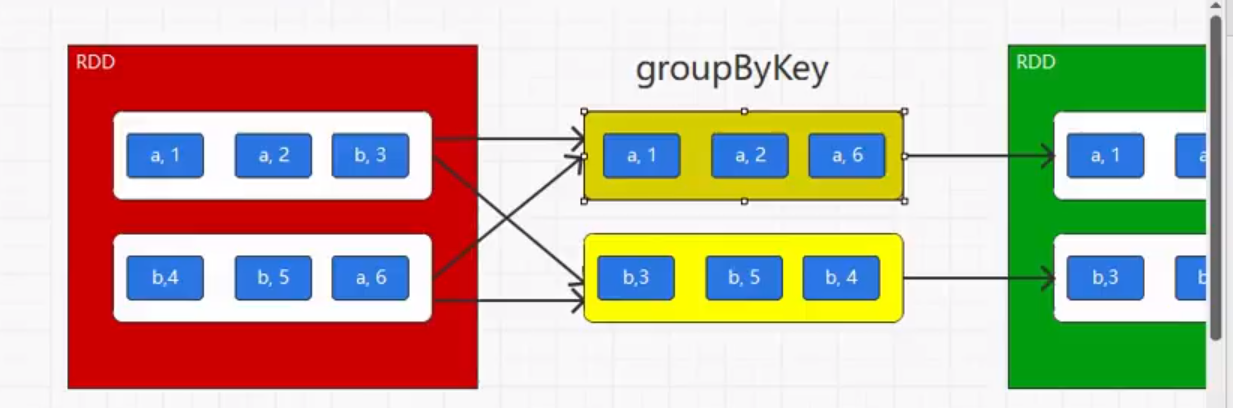 RDD
groupByKey
RDD
a, 1
a, 2
b, 3
a, 1
a, 2
a, 6
a, 1
a
b,4
b, 5
a, 6
b,3
b, 5
b, 4
b,3
b